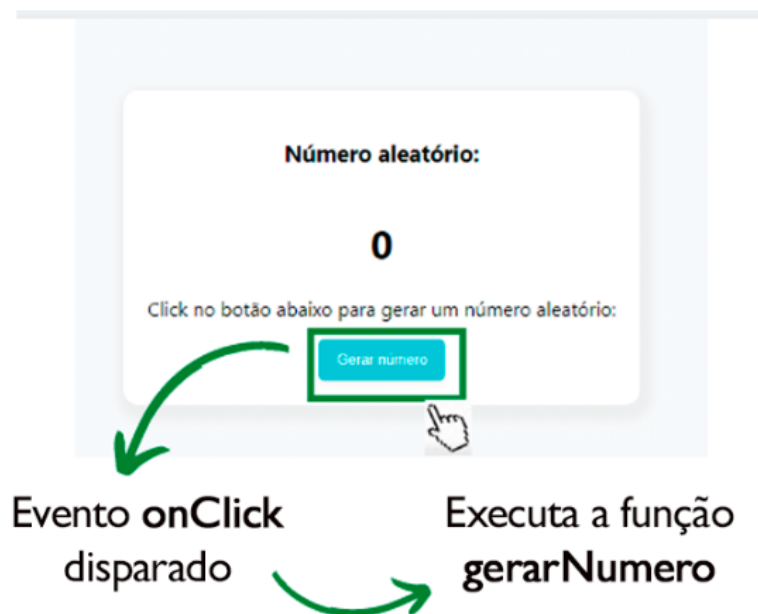 Número aleatório:
0
Click no botão abaixo para gerar um número aleatório:
Gerar número
Evento onClick
disparado
Executa a função
gerarNumero